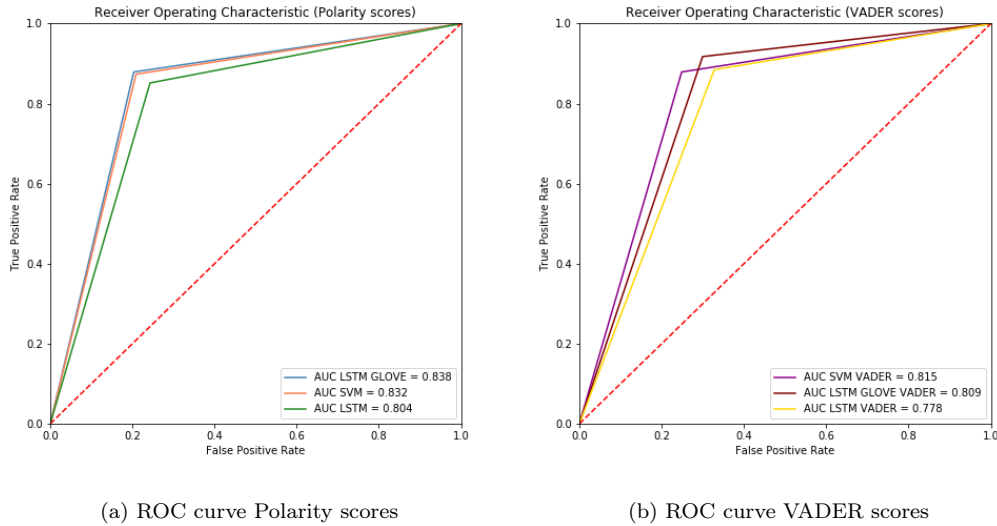 Receiver Operating Characteristic (Polarity scores)
1.0
0.8
0.6
0.4
0.2
0.0
True Positive Rate
AUC LSTM GLOVE = 0.838
AUC SVM = 0.832
AUC LSTM = 0.804
0.0 0.2 0.4 0.6 0.8 1.0
False Positive Rate
(a) ROC curve Polarity scores
Receiver Operating Characteristic (VADER scores)
1.0
0.8
0.6
0.4
0.2
0.0
True Positive Rate
AUC SVM VADER = 0.815
AUC LSTM GLOVE VADER = 0.809
AUC LSTM VADER = 0.778
0.0 0.2 0.4 0.6 0.8 1.0
False Positive Rate
(b) ROC curve VADER scores